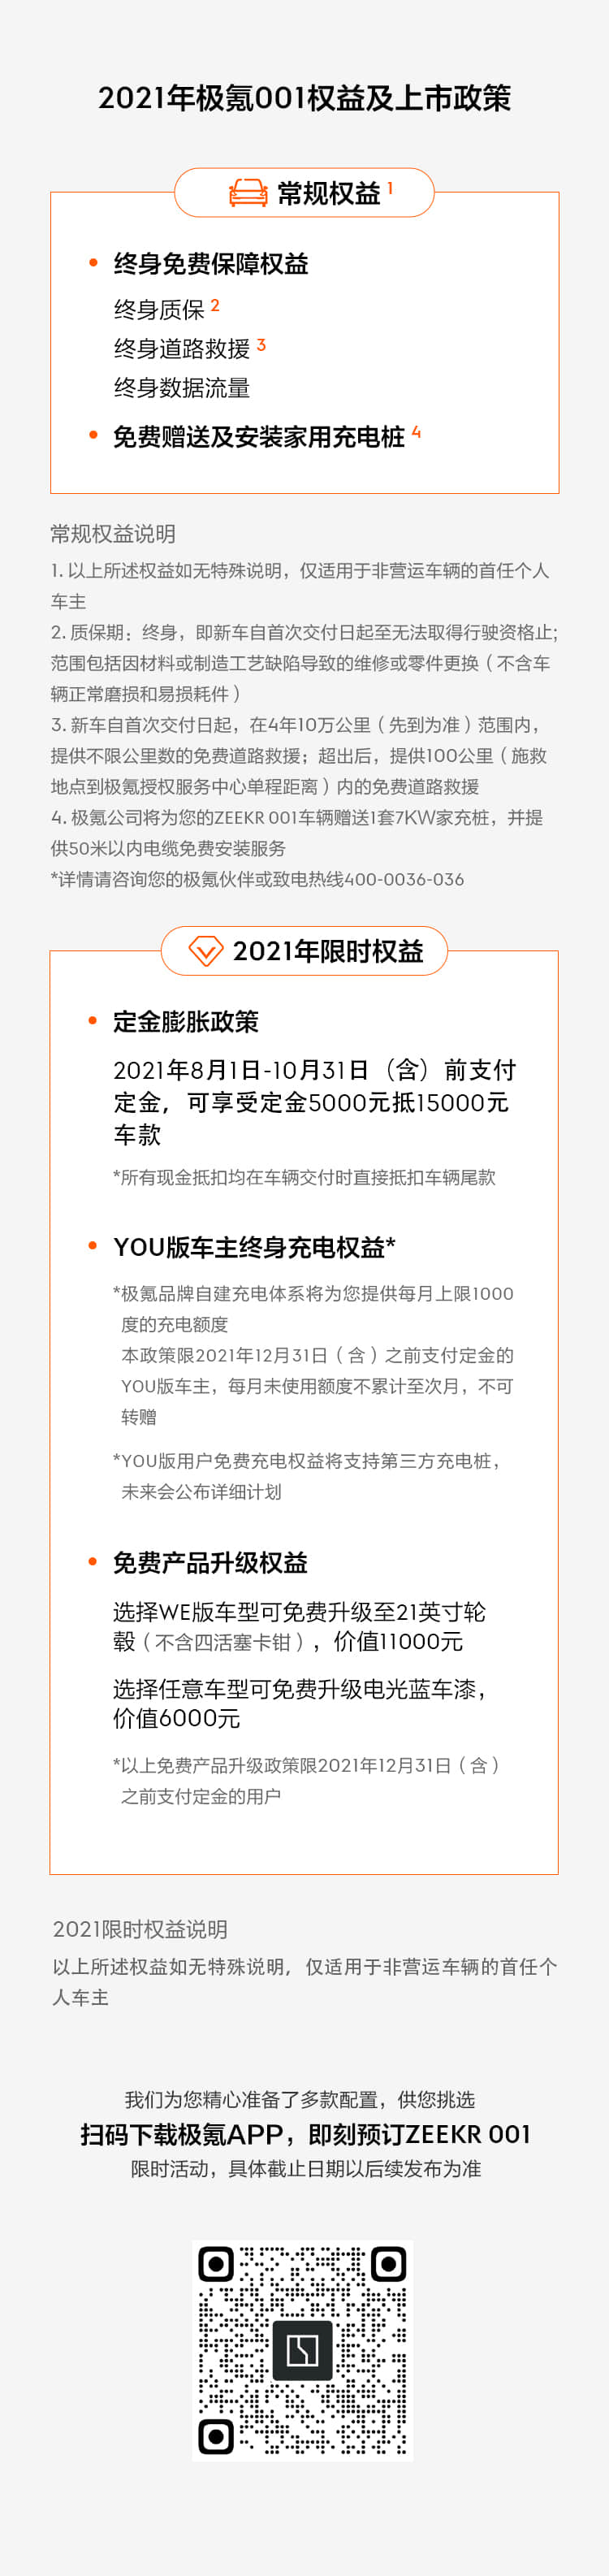 2021年极氪001权益及上市政策
常规权益 1
终身免费保障权益
终身质保 2
终身道路救援 3
终身数据流量
免费赠送及安装家用充电桩 4
常规权益说明
1. 以上所述权益如无特殊说明，仅适用于非营运车辆的首任个人
车主
2. 质保期：终身，即新车自首次交付日起至无法取得行驶资格止;
范围包括因材料或制造工艺缺陷导致的维修或零件更换（不含车
辆正常磨损和易损耗件）
3. 新车自首次交付日起，在4年10万公里（先到为准）范围内，
提供不限公里数的免费道路救援；超出后，提供100公里（施救
地点到极氪授权服务中心单程距离）内的免费道路救援
4. 极氪公司将为您的ZEEKR 001车辆赠送1套7KW家充桩，并提
供50米以内电缆免费安装服务
*详情请咨询您的极氪伙伴或致电热线400-0036-036
2021年限时权益
定金膨胀政策
2021年8月1日-10月31日（含）前支付
定金，可享受定金5000元抵15000元
车款
*所有现金抵扣均在车辆交付时直接抵扣车辆尾款
YOU版车主终身充电权益*
*极氪品牌自建充电体系将为您提供每月上限1000
度的充电额度
本政策限2021年12月31日（含）之前支付定金的
YOU版车主，每月未使用额度不累计至次月，不可
转赠
*YOU版用户免费充电权益将支持第三方充电桩，
未来会公布详细计划
免费产品升级权益
选择WE版车型可免费升级至21英寸轮
毂（不含四活塞卡钳），价值11000元
选择任意车型可免费升级电光蓝车漆，
价值6000元
*以上免费产品升级政策限2021年12月31日（含）
之前支付定金的用户
2021限时权益说明
以上所述权益如无特殊说明，仅适用于非营运车辆的首任个
人车主
我们为您精心准备了多款配置，供您挑选
扫码下载极氪APP，即刻预订ZEEKR 001
限时活动，具体截止日期以后续发布为准